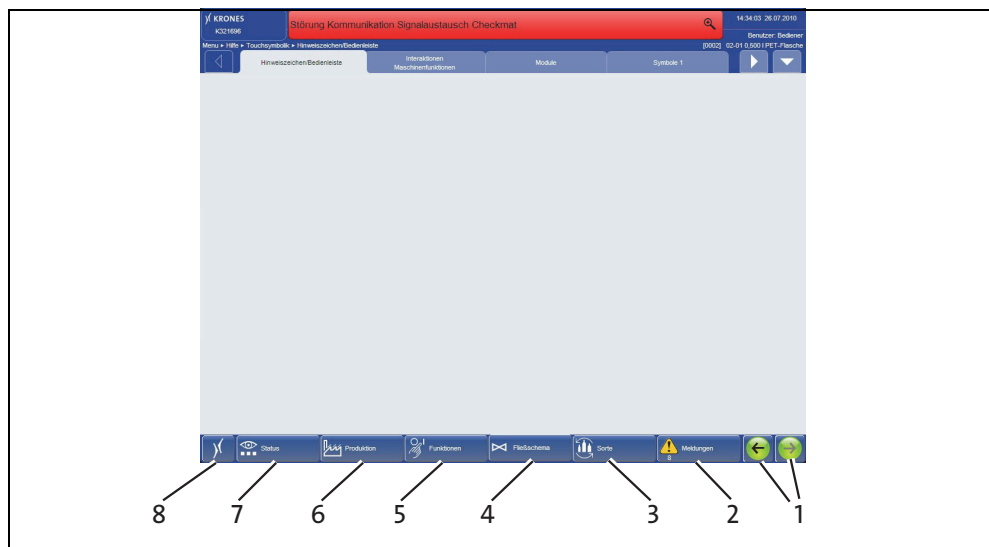 KRONES
K321696
Störung Kommunikation Signalaustausch Checkmat
14:34:03 26.07.2010
Benutzer: Bediener
Menu ▸ Hilfe ▸ Touchsymbolik ▸ Hinweiszeichen/Bedienleiste
[0002] 02-01 0,500 l PET-Flasche
Hinweiszeichen/Bedienleiste
Interaktionen
Maschinenfunktionen
Module
Symbole 1
Status
Produktion
Funktionen
Fließschema
Sorte
8
Meldungen
8 7 6 5 4 3 2 1